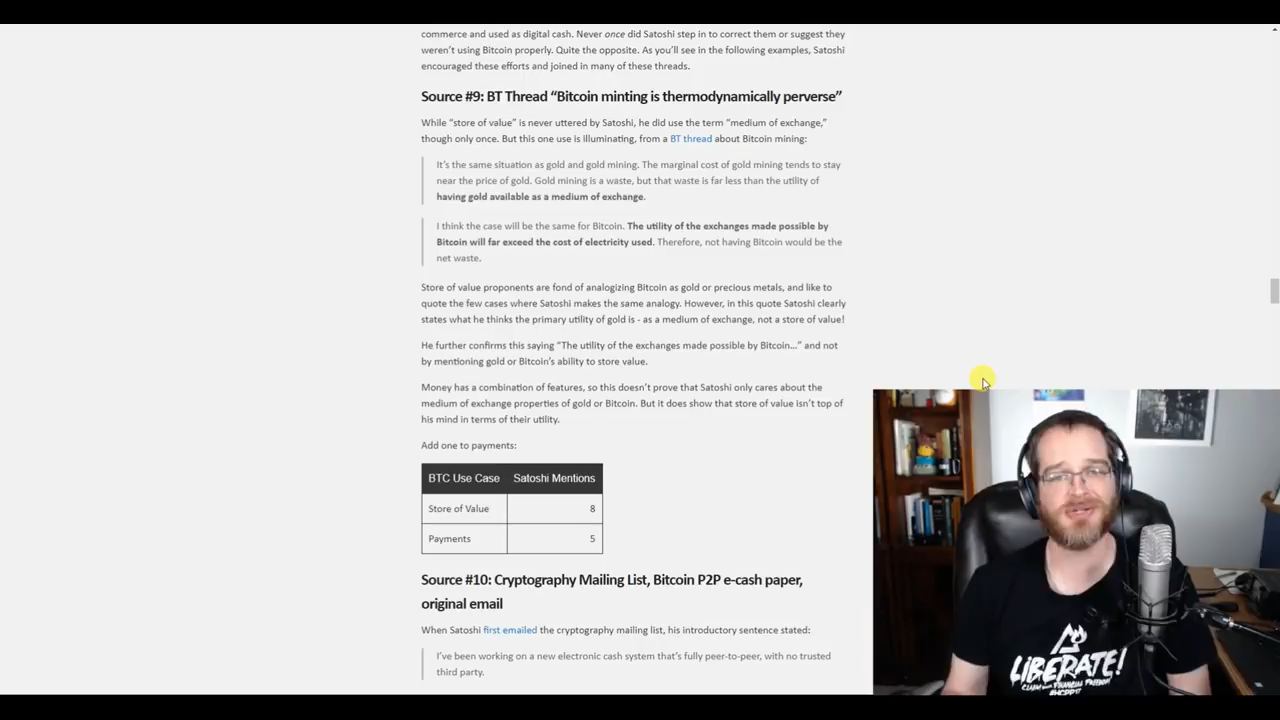 commerce and used as digital cash. Never once did Satoshi step in to correct them or suggest they
weren't using Bitcoin properly. Quite the opposite. As you'll see in the following examples, Satoshi
encouraged these efforts and joined in many of these threads.
Source #9: BT Thread “Bitcoin minting is thermodynamically perverse”
While “store of value” is never uttered by Satoshi, he did use the term “medium of exchange,”
though only once. But this one use is illuminating, from a BT thread about Bitcoin mining:
It's the same situation as gold and gold mining. The marginal cost of gold mining tends to stay
near the price of gold. Gold mining is a waste, but that waste is far less than the utility of
having gold available as a medium of exchange.
I think the case will be the same for Bitcoin. The utility of the exchanges made possible by
Bitcoin will far exceed the cost of electricity used. Therefore, not having Bitcoin would be the
net waste.
Store of value proponents are fond of analogizing Bitcoin as gold or precious metals, and like to
quote the few cases where Satoshi makes the same analogy. However, in this quote Satoshi clearly
states what he thinks the primary utility of gold is - as a medium of exchange, not a store of value!
He further confirms this saying “The utility of the exchanges made possible by Bitcoin...” and not
by mentioning gold or Bitcoin's ability to store value.
Money has a combination of features, so this doesn't prove that Satoshi only cares about the
medium of exchange properties of gold or Bitcoin. But it does show that store of value isn't top of
his mind in terms of their utility.
Add one to payments:
BTC Use Case Satoshi Mentions
Store of Value 8
Payments 5
Source #10: Cryptography Mailing List, Bitcoin P2P e-cash paper,
original email
When Satoshi first emailed the cryptography mailing list, his introductory sentence stated:
I've been working on a new electronic cash system that's fully peer-to-peer, with no trusted
third party.
LIBERATE!